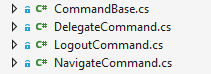 C# CommandBase.cs
C# DelegateCommand.cs
C# LogoutCommand.cs
C# NavigateCommand.cs